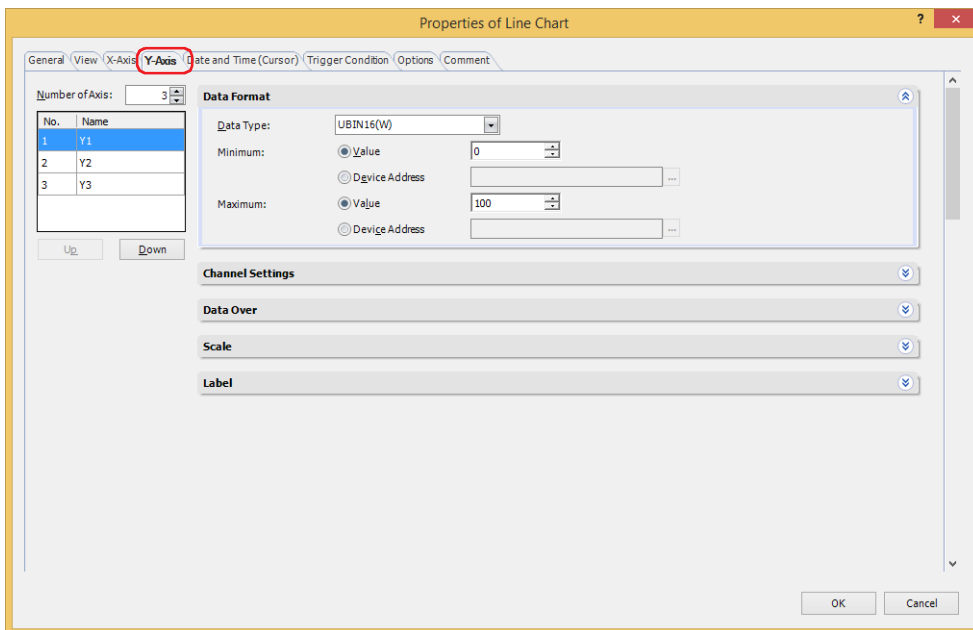 Properties of Line Chart
?
General View X-Axis Y-Axis Date and Time (Cursor) Trigger Condition Options Comment
Number of Axis: 3
No. Name
1 Y1
2 Y2
3 Y3
Up Down
Data Format
Data Type: UBIN16(W)
Minimum: Value 0
Device Address ...
Maximum: Value 100
Device Address ...
Channel Settings
Data Over
Scale
Label
OK Cancel